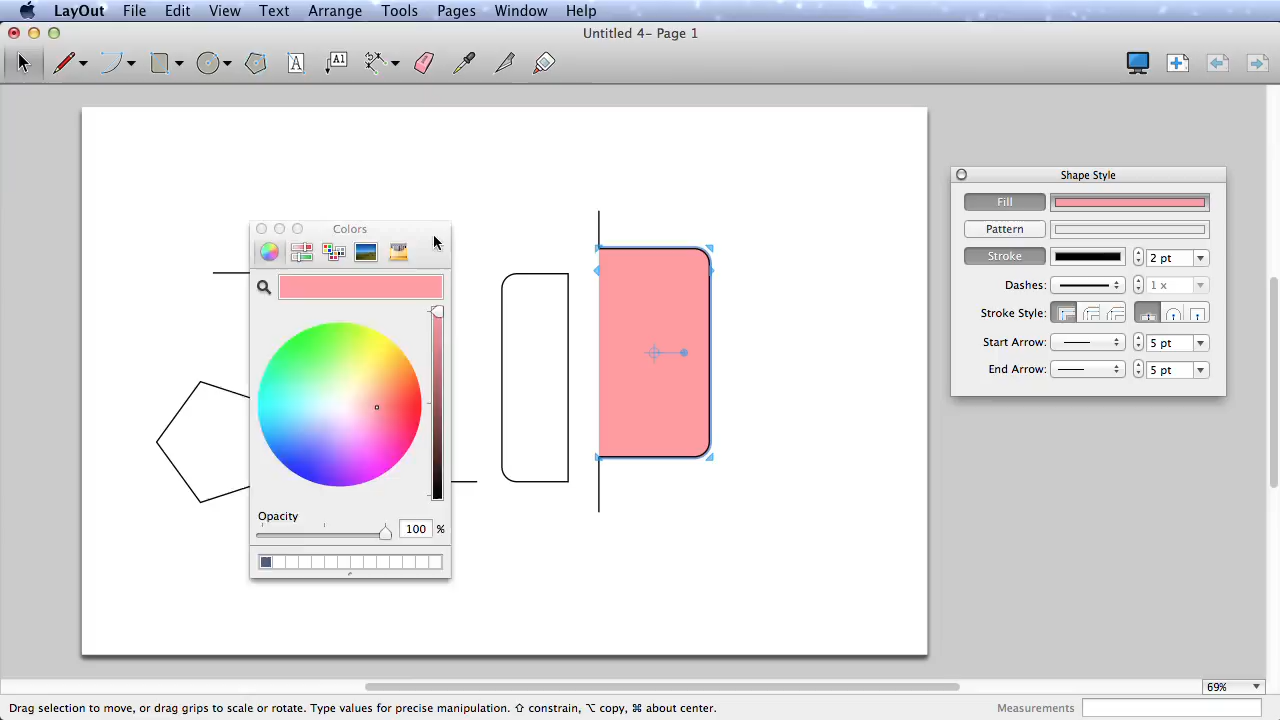 LayOut File Edit View Text Arrange Tools Pages Window Help
Untitled 4- Page 1
A A1
Shape Style
Fill
Pattern
Stroke 2 pt
Dashes: 1 x
Stroke Style:
Start Arrow: 5 pt
End Arrow: 5 pt
Colors
Opacity
100 %
69%
Drag selection to move, or drag grips to scale or rotate. Type values for precise manipulation. ⇧ constrain, ⌥ copy, ⌘ about center. Measurements